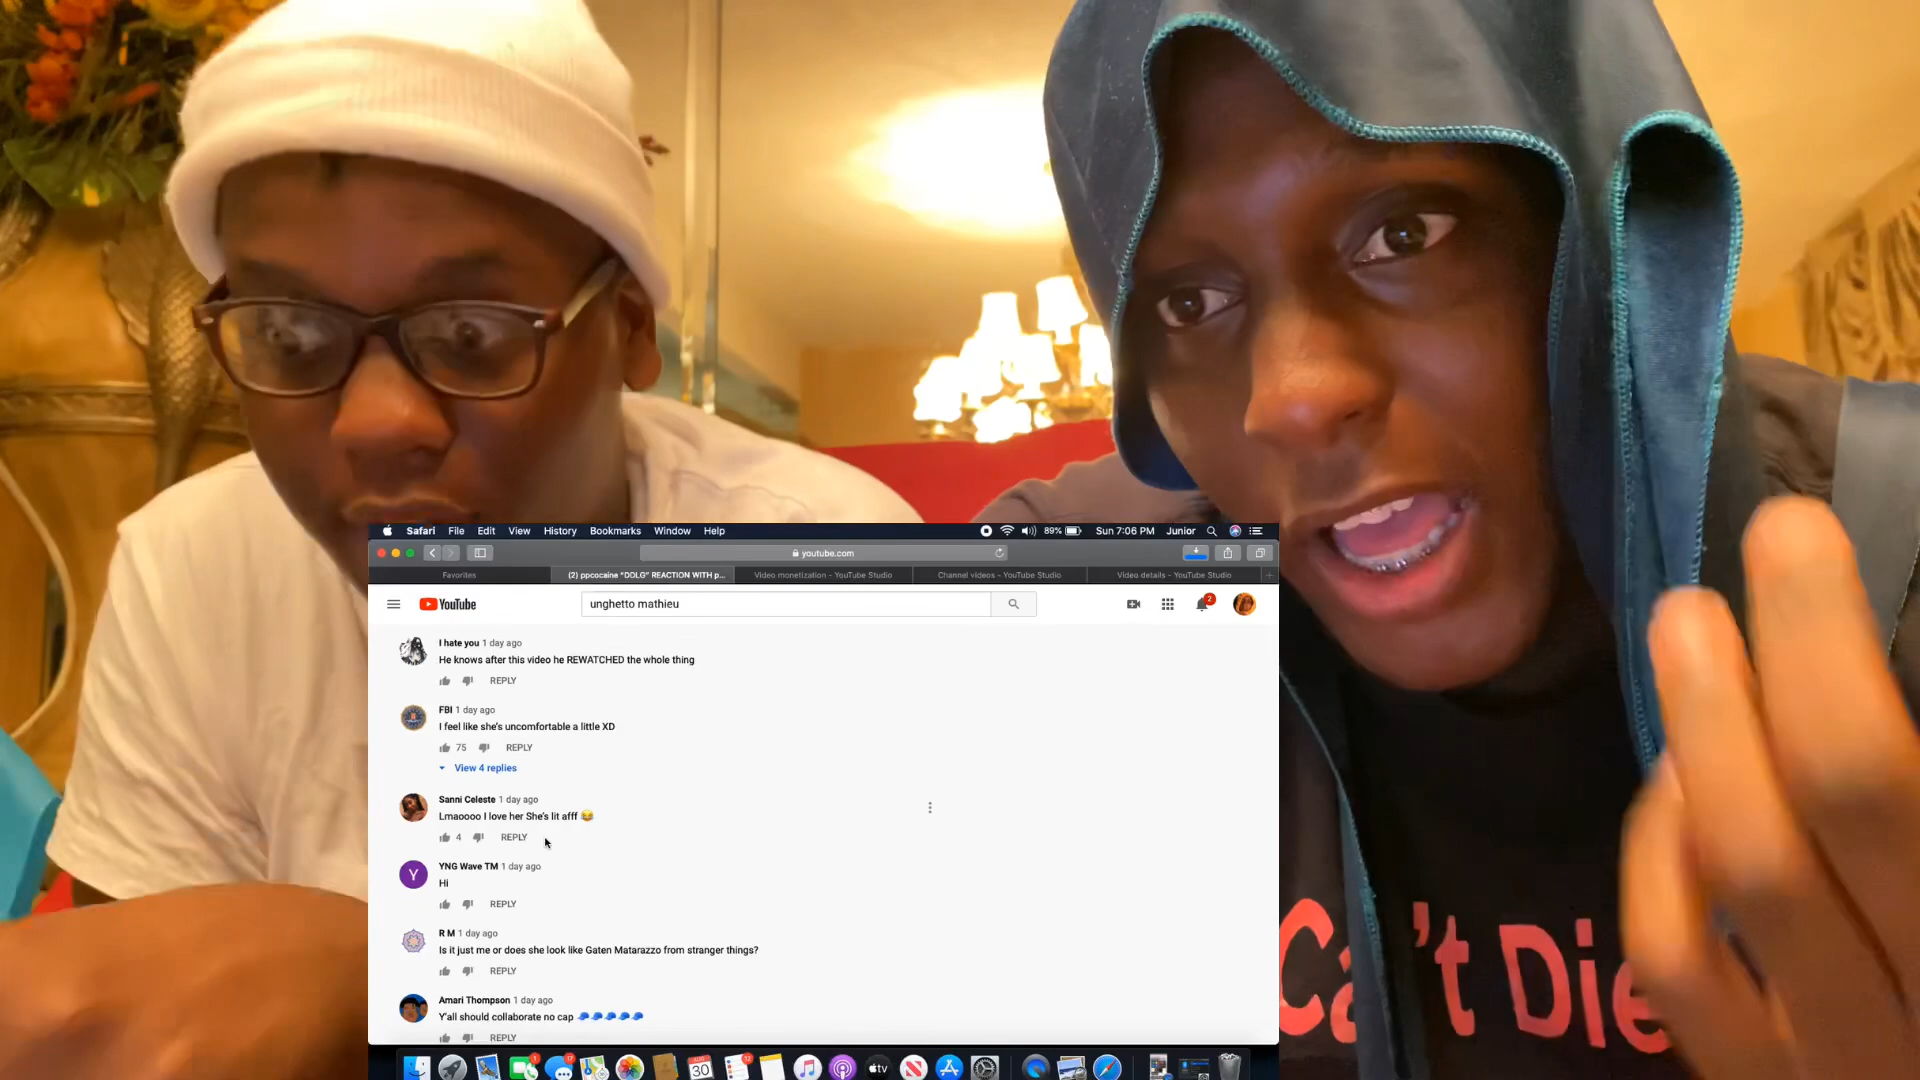 Safari File Edit View History Bookmarks Window Help 89% Sun 7:06 PM Junior
youtube.com
Favorites (2) ppcocaine “DDLG” REACTION WITH p... Video monetization - YouTube Studio Channel videos - YouTube Studio Video details - YouTube Studio
YouTube unghetto mathieu 2
I hate you 1 day ago
He knows after this video he REWATCHED the whole thing
REPLY
FBI 1 day ago
I feel like she's uncomfortable a little XD
75 REPLY
View 4 replies
Sanni Celeste 1 day ago
Lmaoooo I love her She's lit afff 😂
4 REPLY
Y YNG Wave TM 1 day ago
Hi
REPLY
R M 1 day ago
Is it just me or does she look like Gaten Matarazzo from stranger things?
REPLY
Amari Thompson 1 day ago
Y'all should collaborate no cap 🧢🧢🧢🧢🧢
REPLY
AUG
30
tv
Can't Die